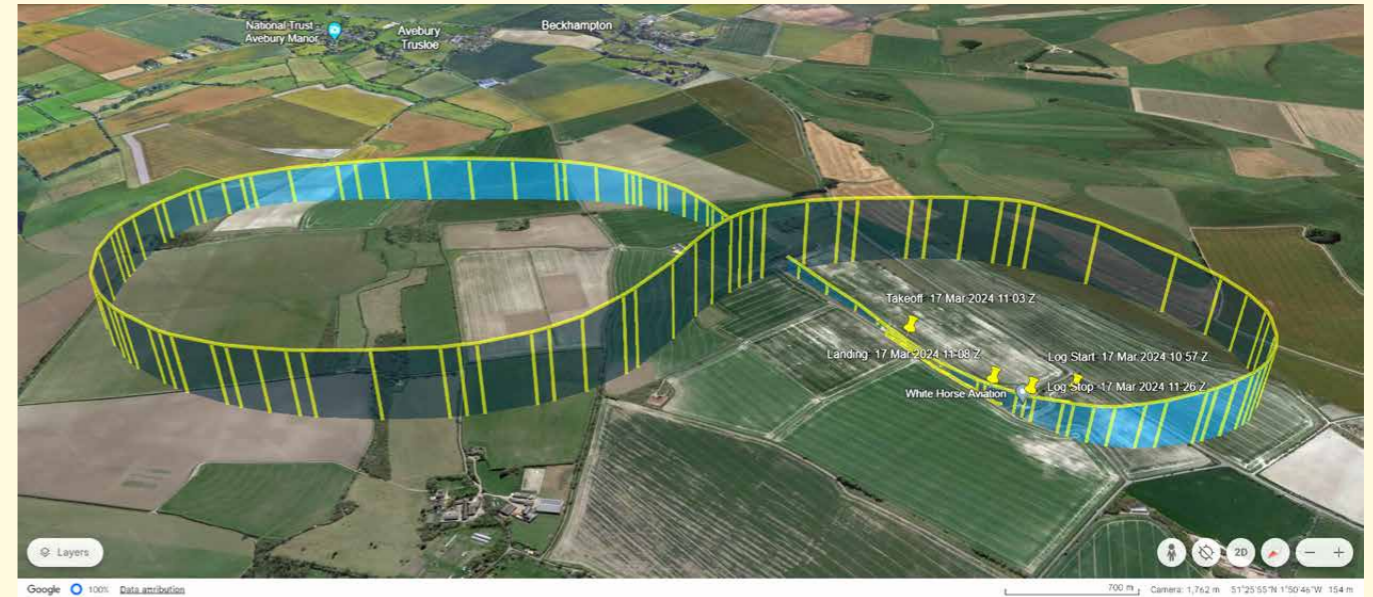 National Trust -
Avebury Manor
Avebury
Trusloe
Beckhampton
Takeoff 17 Mar 2024 11:03 Z
Landing 17 Mar 2024 11:08 Z
Log Start 17 Mar 2024 10:57 Z
White Horse Aviation
Log Stop 17 Mar 2024 11:26 Z
Layers
2D
Google
100%
Data attribution
700 m
Camera: 1,762 m
51°25'55"N 1°50'46"W
154 m